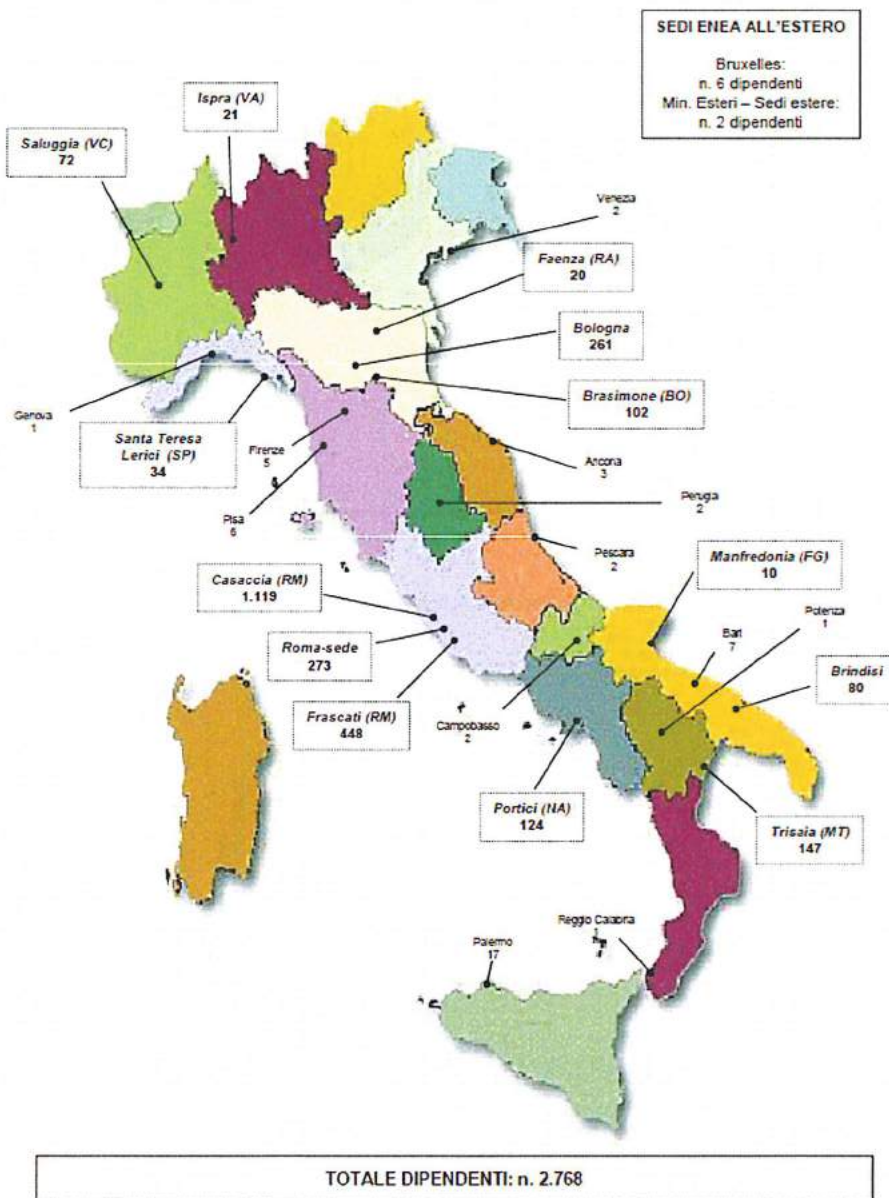 SEDI ENEA ALL'ESTERO
Bruxelles:
n. 6 dipendenti
Min. Esteri – Sedi estere:
n. 2 dipendenti
Ispra (VA)
21
Saluggia (VC)
72
Venezia
2
Faenza (RA)
20
Bologna
261
Brasimone (BO)
102
Genova
1
Santa Teresa
Lerici (SP)
34
Firenze
5
Pisa
6
Ancona
3
Perugia
2
Pescara
2
Manfredonia (FG)
10
Casaccia (RM)
1.119
Roma-sede
273
Frascati (RM)
448
Potenza
1
Bari
7
Brindisi
80
Campobasso
2
Portici (NA)
124
Trisaia (MT)
147
Reggio Calabria
1
Palermo
17
TOTALE DIPENDENTI: n. 2.768